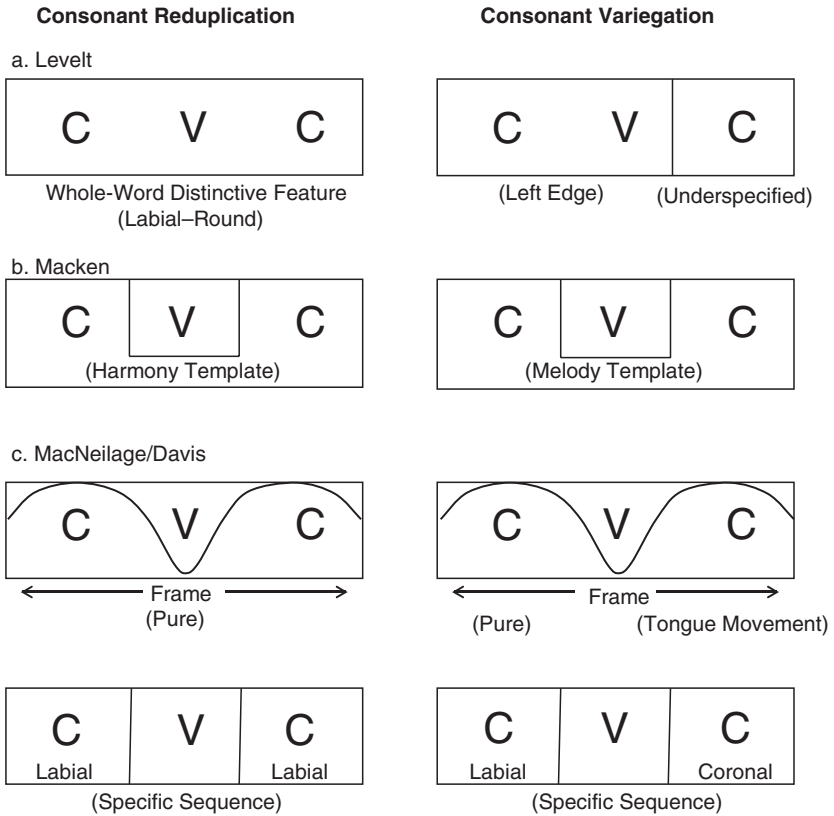 Consonant Reduplication Consonant Variegation
a. Levelt
C V C C V C
Whole-Word Distinctive Feature (Left Edge) (Underspecified)
(Labial–Round)
b. Macken
C V C C V C
(Harmony Template) (Melody Template)
c. MacNeilage/Davis
C V C C V C
Frame Frame
(Pure) (Pure) (Tongue Movement)
C V C C V C
Labial Labial Labial Coronal
(Specific Sequence) (Specific Sequence)